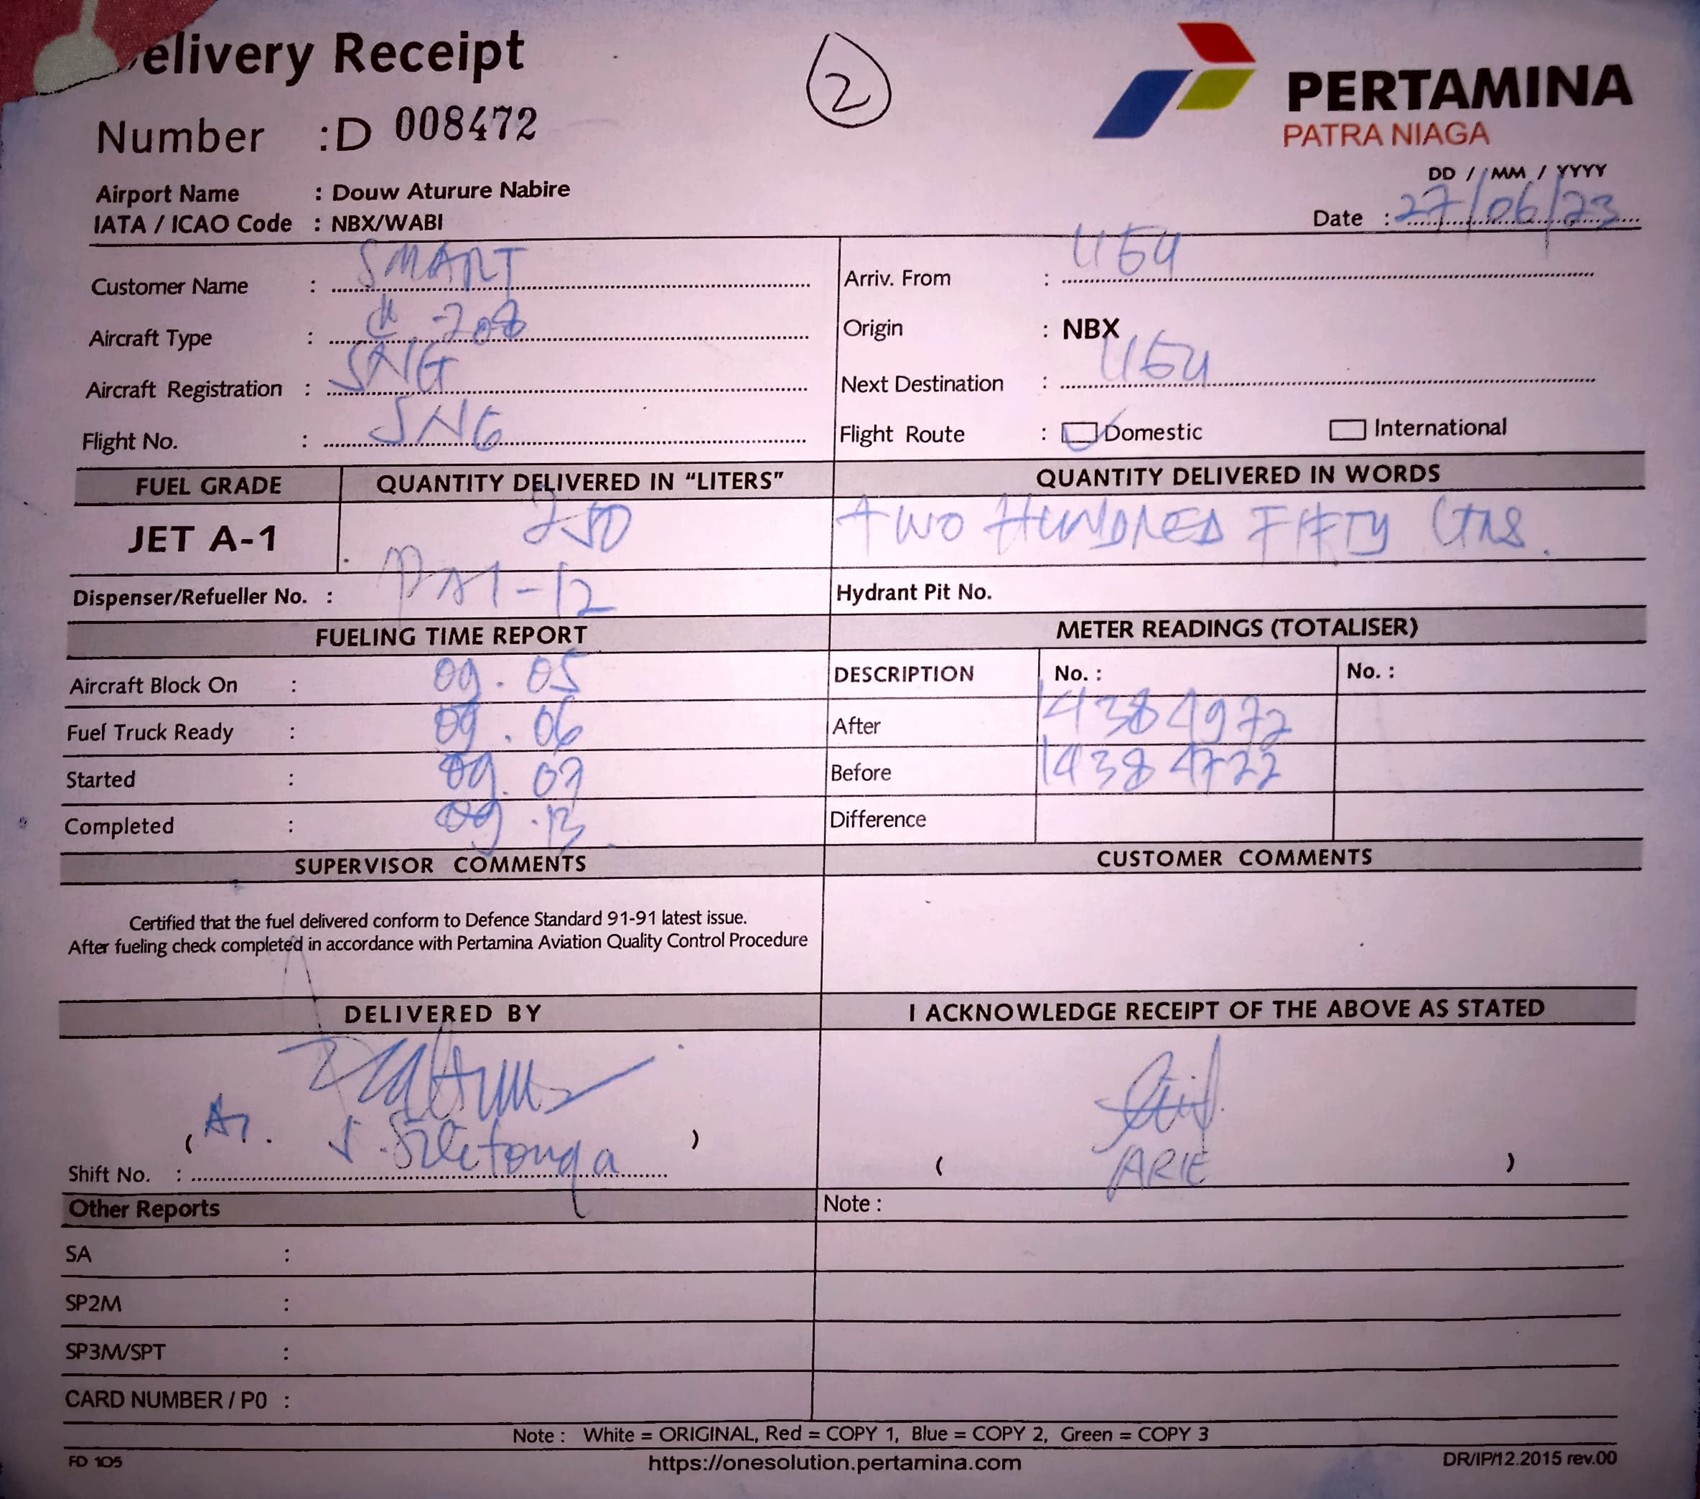 elivery Receipt
2
Number : D 008472
PERTAMINA
PATRA NIAGA
Airport Name : Douw Aturure Nabire
IATA / ICAO Code : NBX/WABI
DD / MM / YYYY
Date : 27/06/23
Customer Name : SMART
Arriv. From :
Aircraft Type : -208
Origin : NBX
Aircraft Registration : SNG
Next Destination :
Flight No. : SNG
Flight Route : Domestic International
FUEL GRADE QUANTITY DELIVERED IN “LITERS” QUANTITY DELIVERED IN WORDS
JET A-1 250 TWO HUNDRED FIFTY LTRS.
Dispenser/Refueller No. : Hydrant Pit No.
FUELING TIME REPORT METER READINGS (TOTALISER)
Aircraft Block On : 09.05 DESCRIPTION No. : No. :
Fuel Truck Ready : 09.06 After 14384972
Started : 09.07 Before 14384722
Completed : 09.13 Difference
SUPERVISOR COMMENTS CUSTOMER COMMENTS
Certified that the fuel delivered conform to Defence Standard 91-91 latest issue.
After fueling check completed in accordance with Pertamina Aviation Quality Control Procedure
DELIVERED BY I ACKNOWLEDGE RECEIPT OF THE ABOVE AS STATED
( )
( ARIE )
Shift No. :
Other Reports Note :
SA :
SP2M :
SP3M/SPT :
CARD NUMBER / P0 :
Note : White = ORIGINAL, Red = COPY 1, Blue = COPY 2, Green = COPY 3
FD 105 https://onesolution.pertamina.com DR/IP/12.2015 rev.00